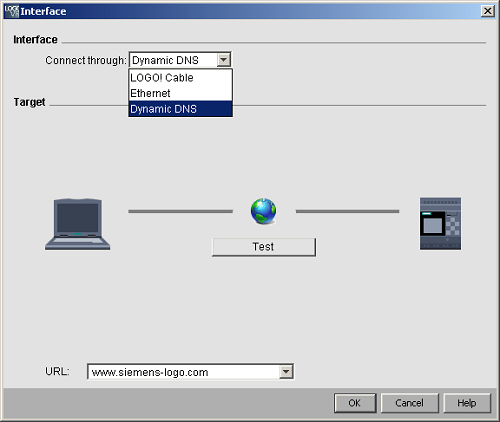 Interface
Interface
Connect through: Dynamic DNS
LOGO! Cable
Ethernet
Dynamic DNS
Target
Test
URL: www.siemens-logo.com
OK Cancel Help